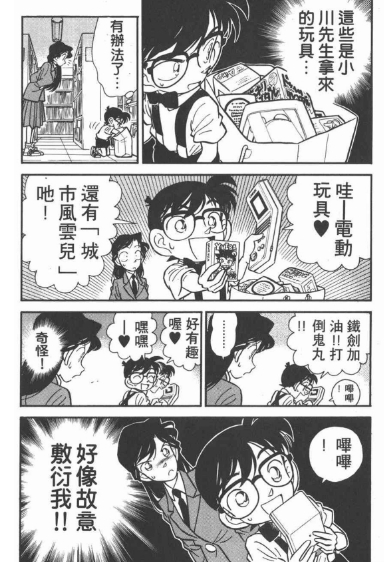 這些是小
川先生拿來
的玩具…
有辦法了…
哇—電動
玩具♥
還有「城
市風雲兒」
吔!
鐵劍加
油!!打
倒鬼丸
!!
嗶嗶
!
………
好有趣
喔♥
嘿嘿
—♥
奇怪!
嗶嗶
!
好像故意
敷衍我!!